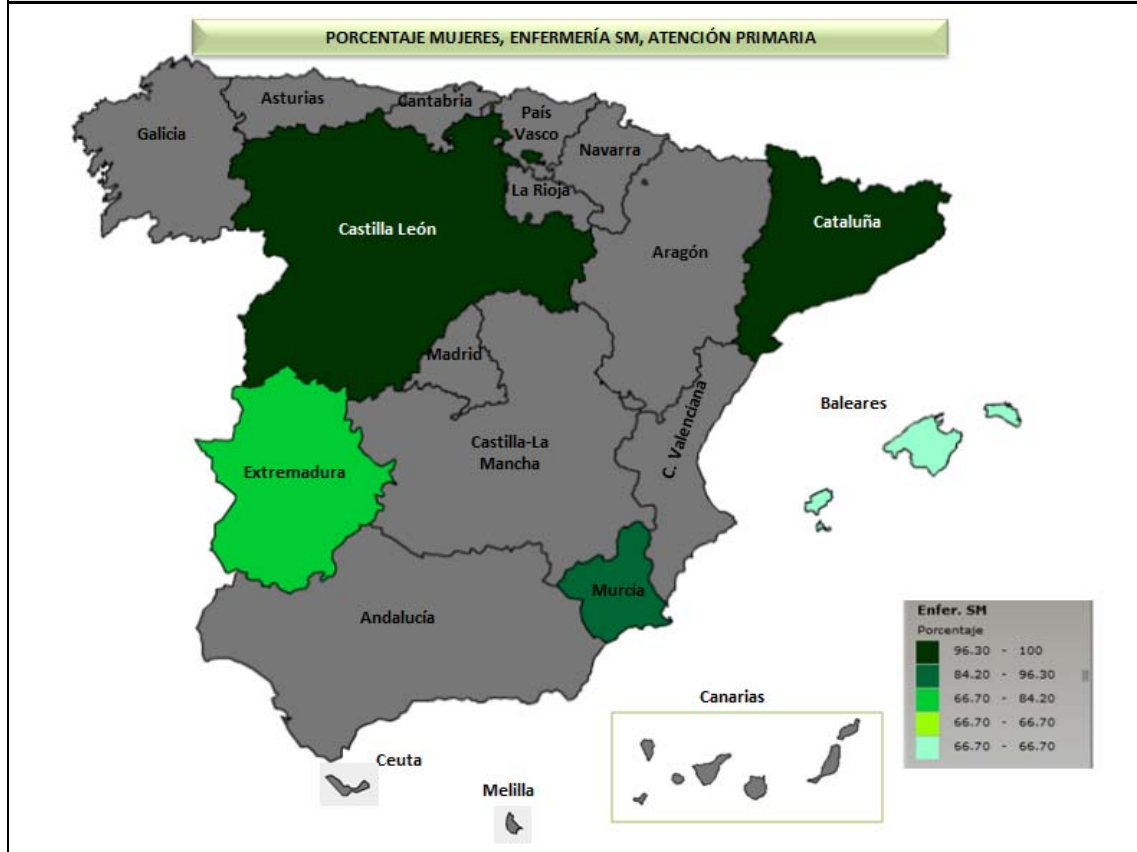 PORCENTAJE MUJERES, ENFERMERÍA SM, ATENCIÓN PRIMARIA
Asturias
Cantabria
País
Vasco
Galicia
Navarra
La Rioja
Castilla León
Cataluña
Aragón
Madrid
C. Valenciana
Baleares
Castilla-La
Mancha
Extremadura
Murcia
Andalucía
Canarias
Ceuta
Melilla
Enfer. SM
Porcentaje
96.30 - 100
84.20 - 96.30
66.70 - 84.20
66.70 - 66.70
66.70 - 66.70